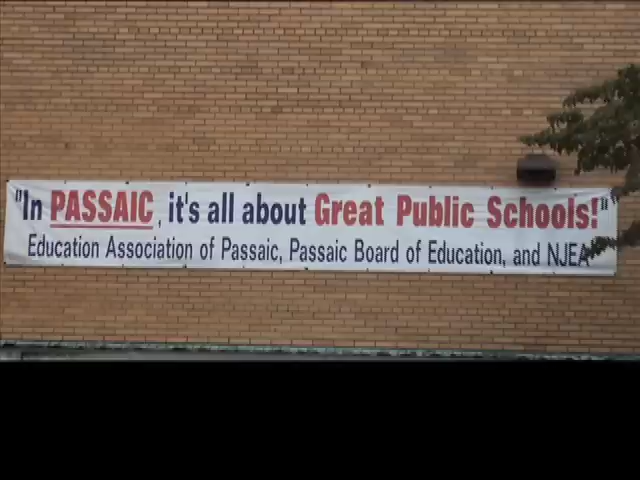 "In PASSAIC, it's all about Great Public Schools!"
Education Association of Passaic, Passaic Board of Education, and NJEA